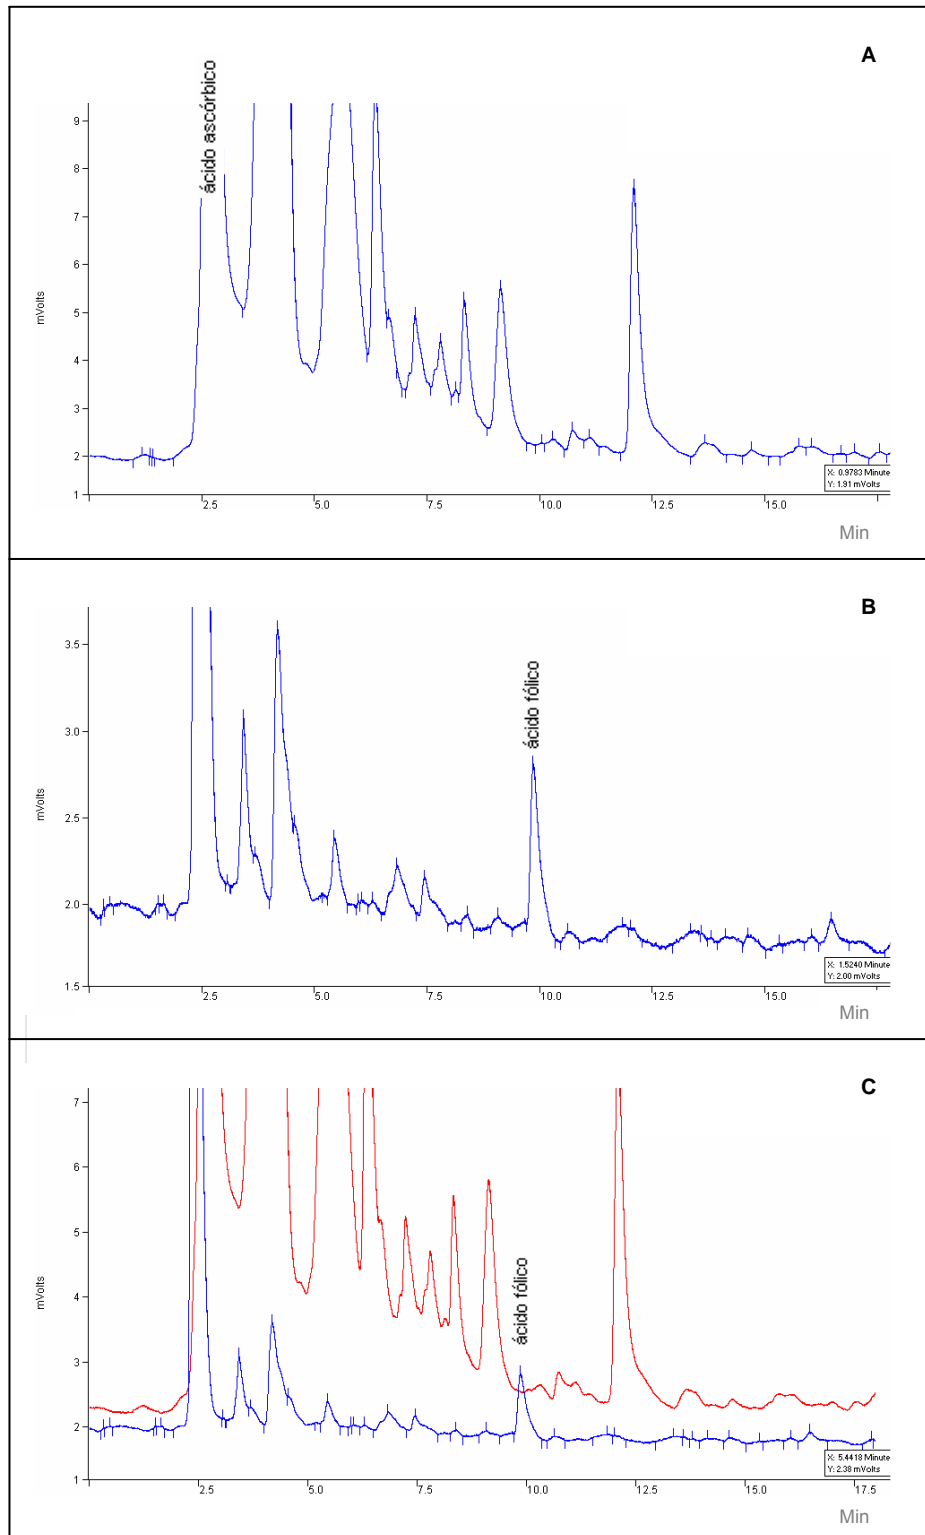 A
ácido ascórbico
9
8
7
6
5
4
3
2
1
mVolts
2.5 5.0 7.5 10.0 12.5 15.0
X: 0.9783 Minute
Y: 1.91 mVolts
Min
B
ácido fólico
3.5
3.0
2.5
2.0
1.5
mVolts
2.5 5.0 7.5 10.0 12.5 15.0
X: 1.5240 Minute
Y: 2.00 mVolts
Min
C
ácido fólico
7
6
5
4
3
2
1
mVolts
2.5 5.0 7.5 10.0 12.5 15.0 17.5
X: 5.4418 Minute
Y: 2.38 mVolts
Min